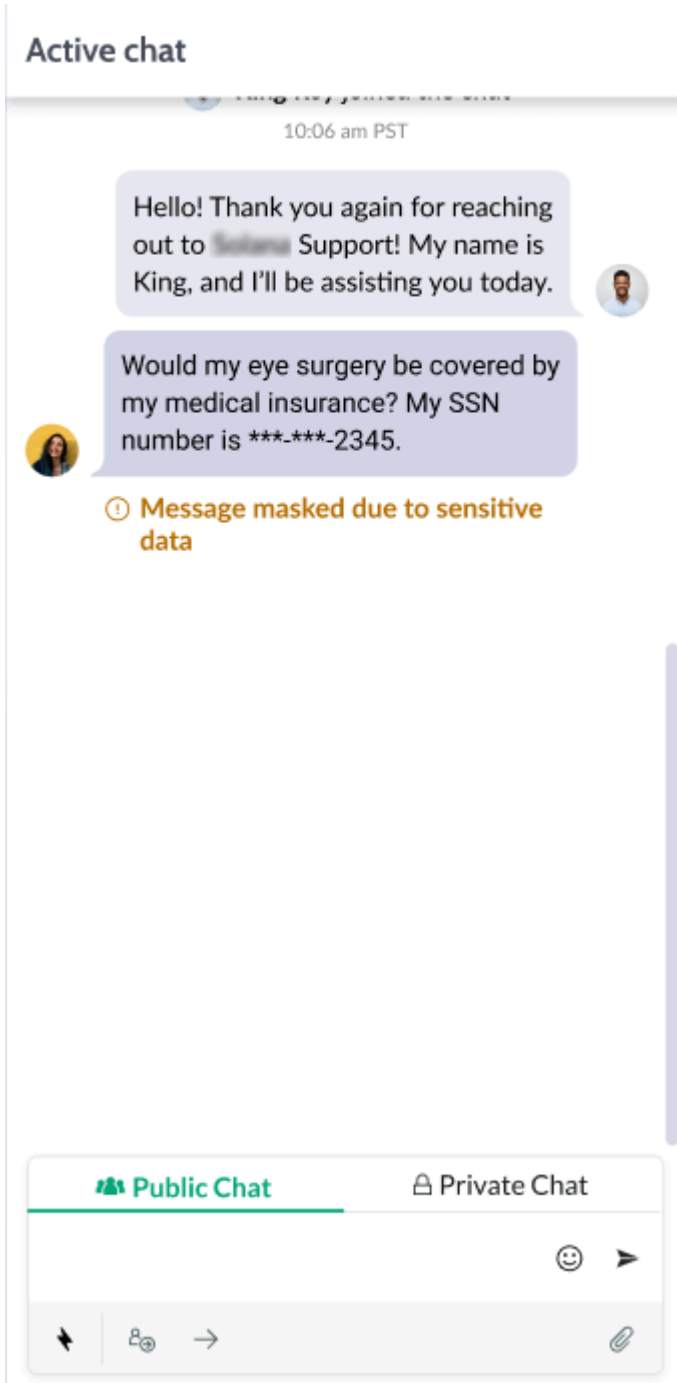 Active chat
10:06 am PST
Hello! Thank you again for reaching
out to Support! My name is
King, and I'll be assisting you today.
Would my eye surgery be covered by
my medical insurance? My SSN
number is ***-***-2345.
Message masked due to sensitive
data
Public Chat
Private Chat